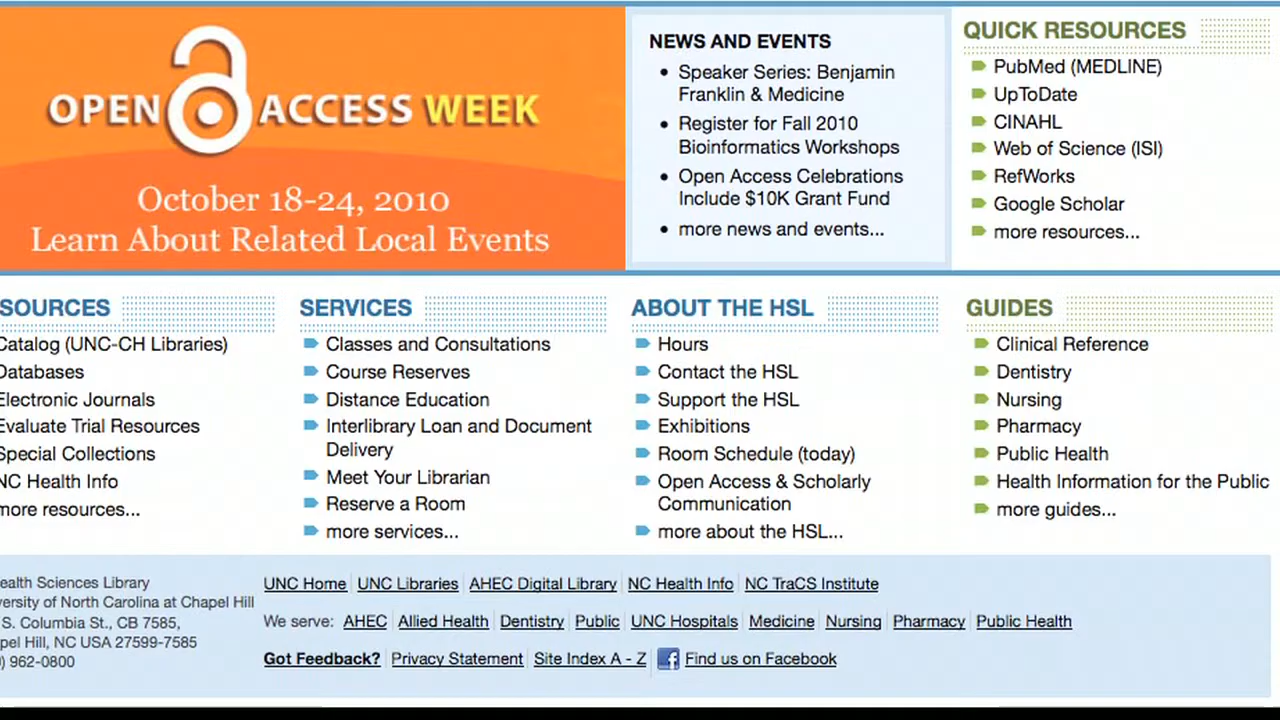 OPEN ACCESS WEEK
October 18-24, 2010
Learn About Related Local Events
NEWS AND EVENTS
Speaker Series: Benjamin
Franklin & Medicine
Register for Fall 2010
Bioinformatics Workshops
Open Access Celebrations
Include $10K Grant Fund
more news and events...
QUICK RESOURCES
PubMed (MEDLINE)
UpToDate
CINAHL
Web of Science (ISI)
RefWorks
Google Scholar
more resources...
SOURCES
Catalog (UNC-CH Libraries)
Databases
Electronic Journals
Evaluate Trial Resources
Special Collections
NC Health Info
more resources...
SERVICES
Classes and Consultations
Course Reserves
Distance Education
Interlibrary Loan and Document
Delivery
Meet Your Librarian
Reserve a Room
more services...
ABOUT THE HSL
Hours
Contact the HSL
Support the HSL
Exhibitions
Room Schedule (today)
Open Access & Scholarly
Communication
more about the HSL...
GUIDES
Clinical Reference
Dentistry
Nursing
Pharmacy
Public Health
Health Information for the Public
more guides...
ealth Sciences Library
versity of North Carolina at Chapel Hill
S. Columbia St., CB 7585,
pel Hill, NC USA 27599-7585
) 962-0800
UNC Home UNC Libraries AHEC Digital Library NC Health Info NC TraCS Institute
We serve: AHEC Allied Health Dentistry Public UNC Hospitals Medicine Nursing Pharmacy Public Health
Got Feedback? Privacy Statement Site Index A - Z Find us on Facebook